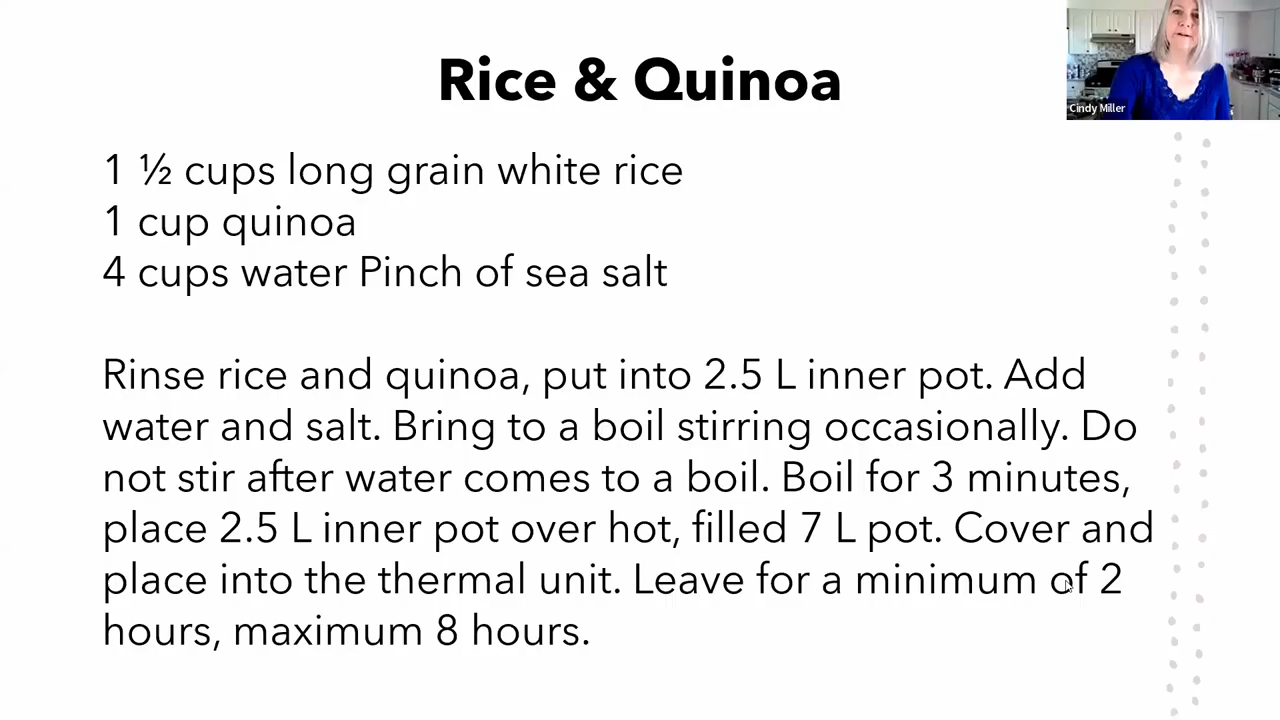 Rice & Quinoa
Cindy Miller
1 ½ cups long grain white rice
1 cup quinoa
4 cups water Pinch of sea salt
Rinse rice and quinoa, put into 2.5 L inner pot. Add
water and salt. Bring to a boil stirring occasionally. Do
not stir after water comes to a boil. Boil for 3 minutes,
place 2.5 L inner pot over hot, filled 7 L pot. Cover and
place into the thermal unit. Leave for a minimum of 2
hours, maximum 8 hours.